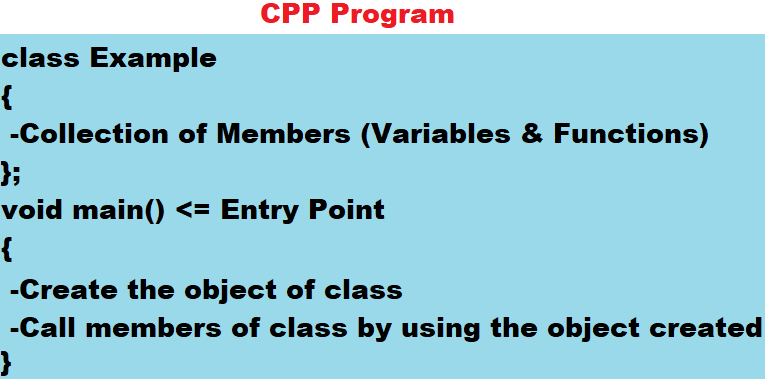 CPP Program
class Example
{
-Collection of Members (Variables & Functions)
};
void main() <= Entry Point
{
-Create the object of class
-Call members of class by using the object created
}